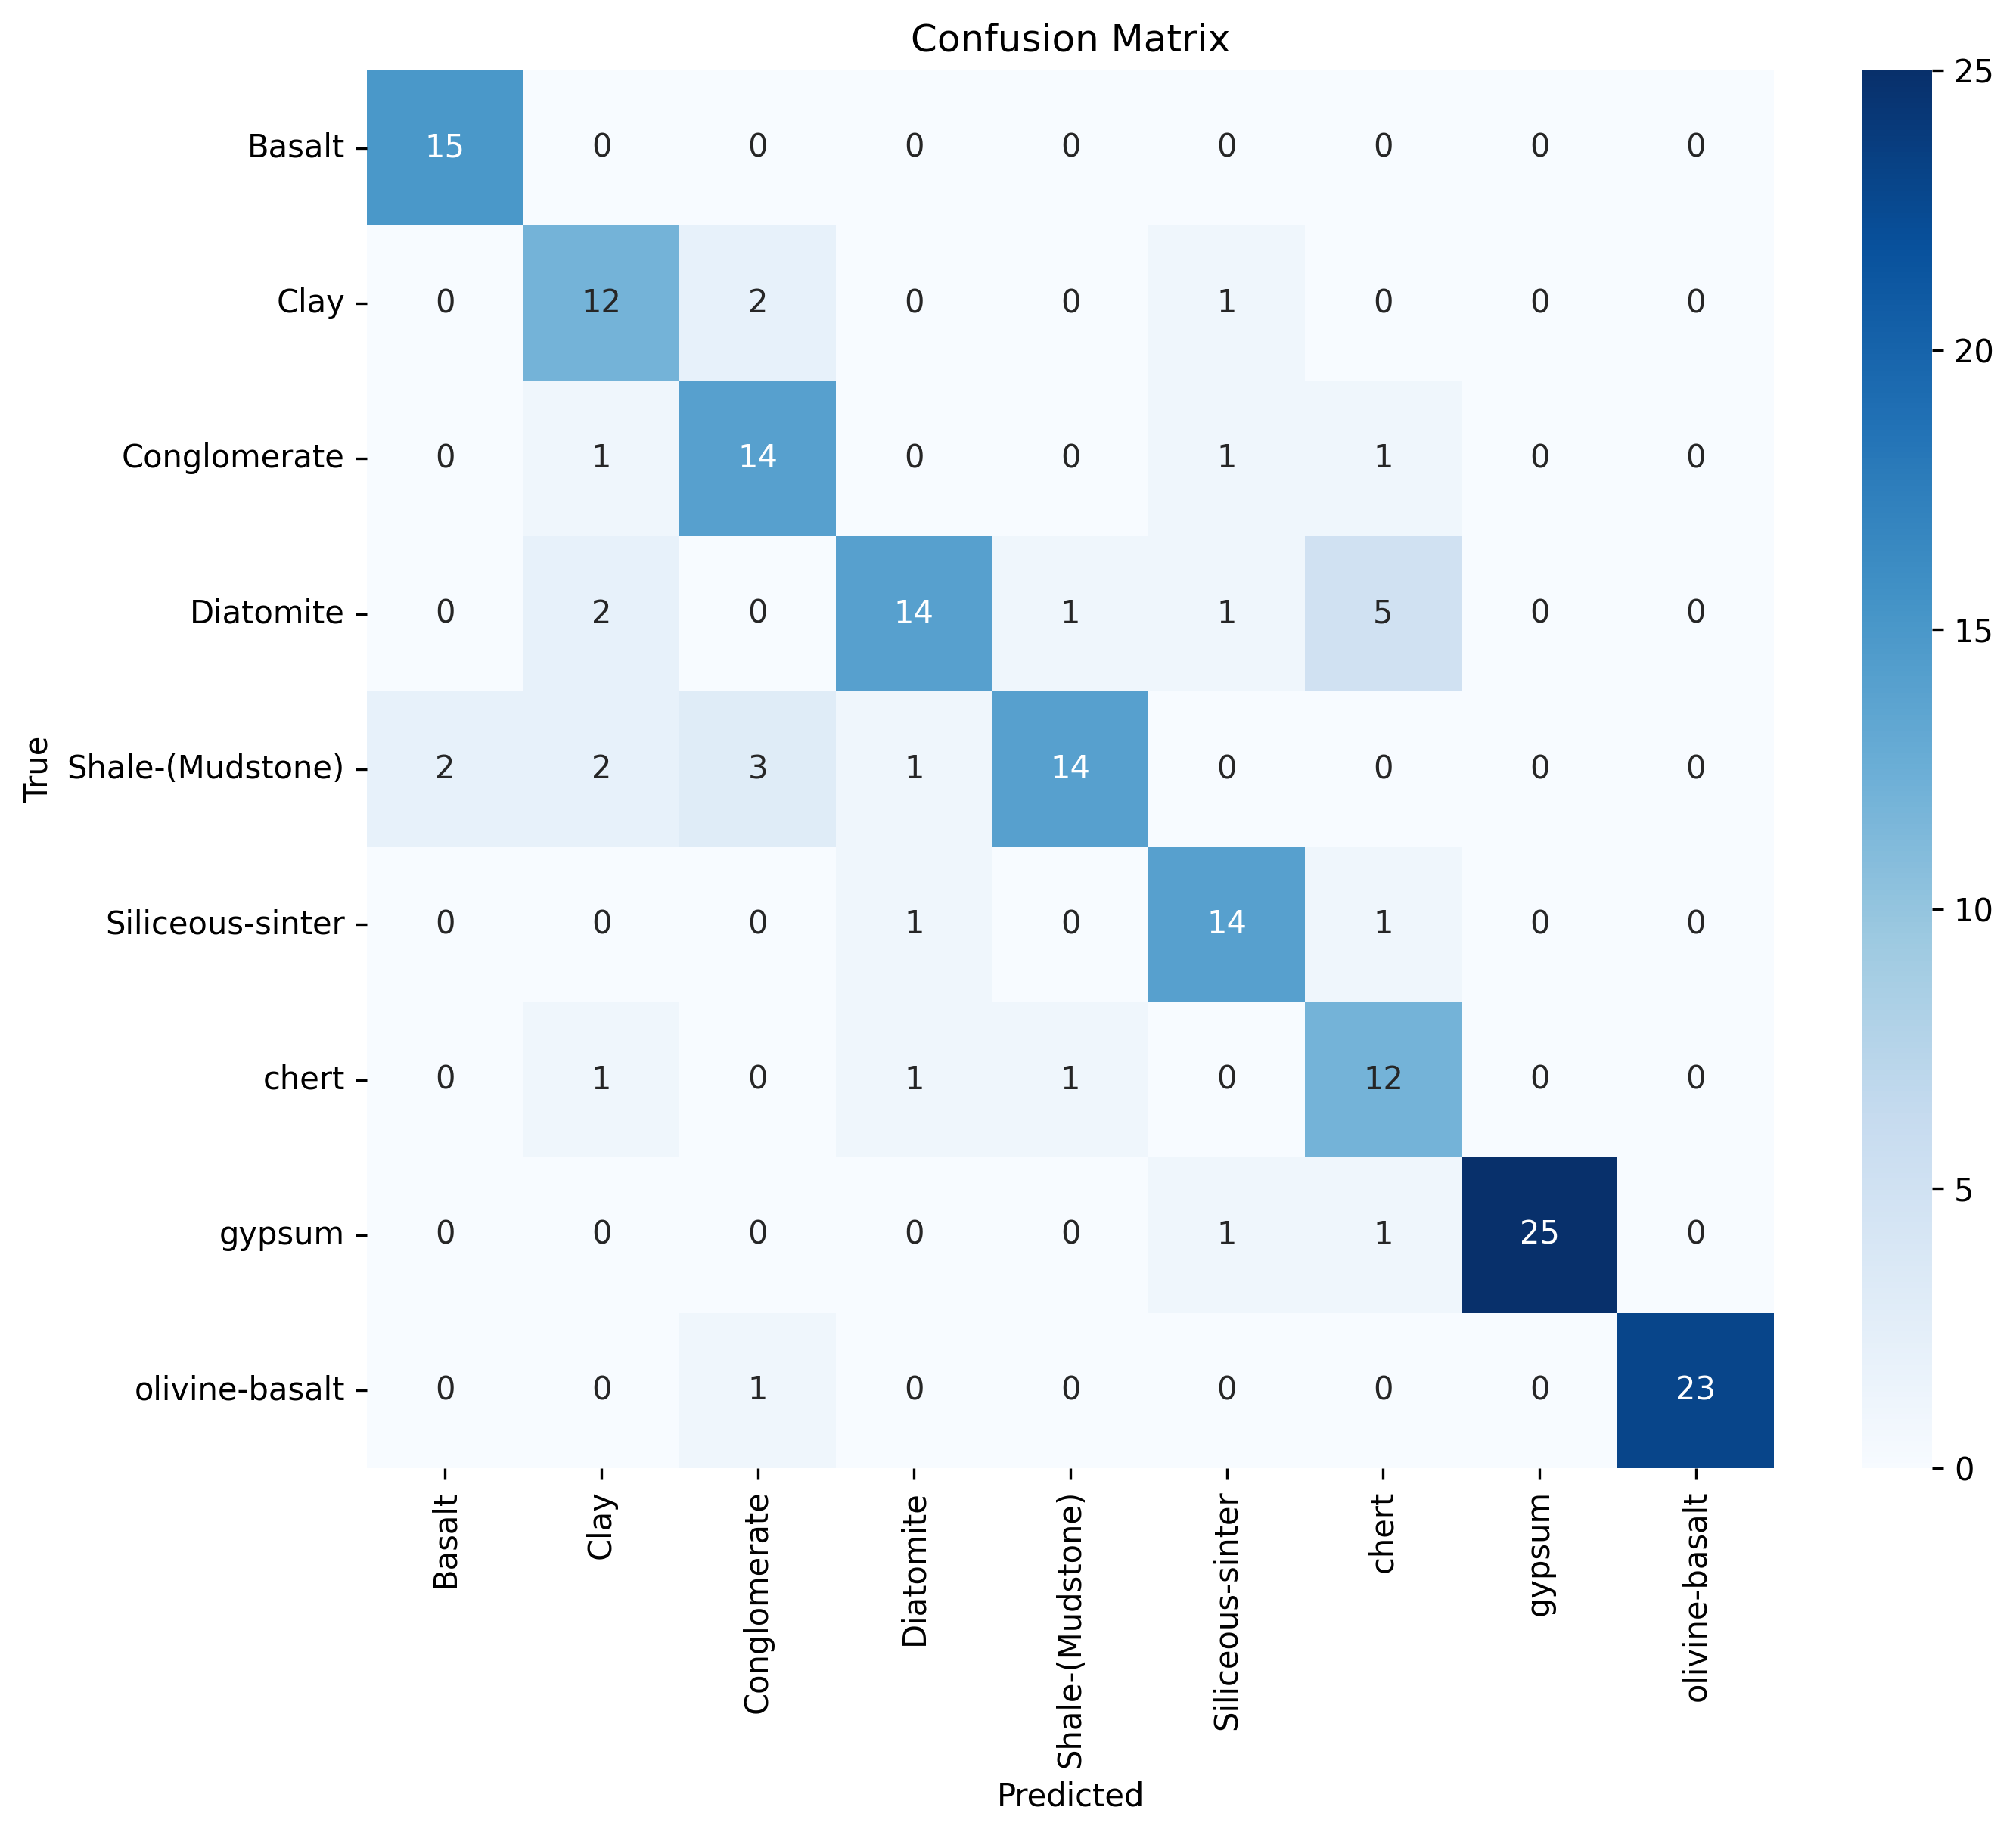 Confusion Matrix
True
Basalt 15 0 0 0 0 0 0 0 0
Clay 0 12 2 0 0 1 0 0 0
Conglomerate 0 1 14 0 0 1 1 0 0
Diatomite 0 2 0 14 1 1 5 0 0
Shale-(Mudstone) 2 2 3 1 14 0 0 0 0
Siliceous-sinter 0 0 0 1 0 14 1 0 0
chert 0 1 0 1 1 0 12 0 0
gypsum 0 0 0 0 0 1 1 25 0
olivine-basalt 0 0 1 0 0 0 0 0 23
Basalt
Clay
Conglomerate
Diatomite
Shale-(Mudstone)
Siliceous-sinter
chert
gypsum
olivine-basalt
Predicted
25
20
15
10
5
0